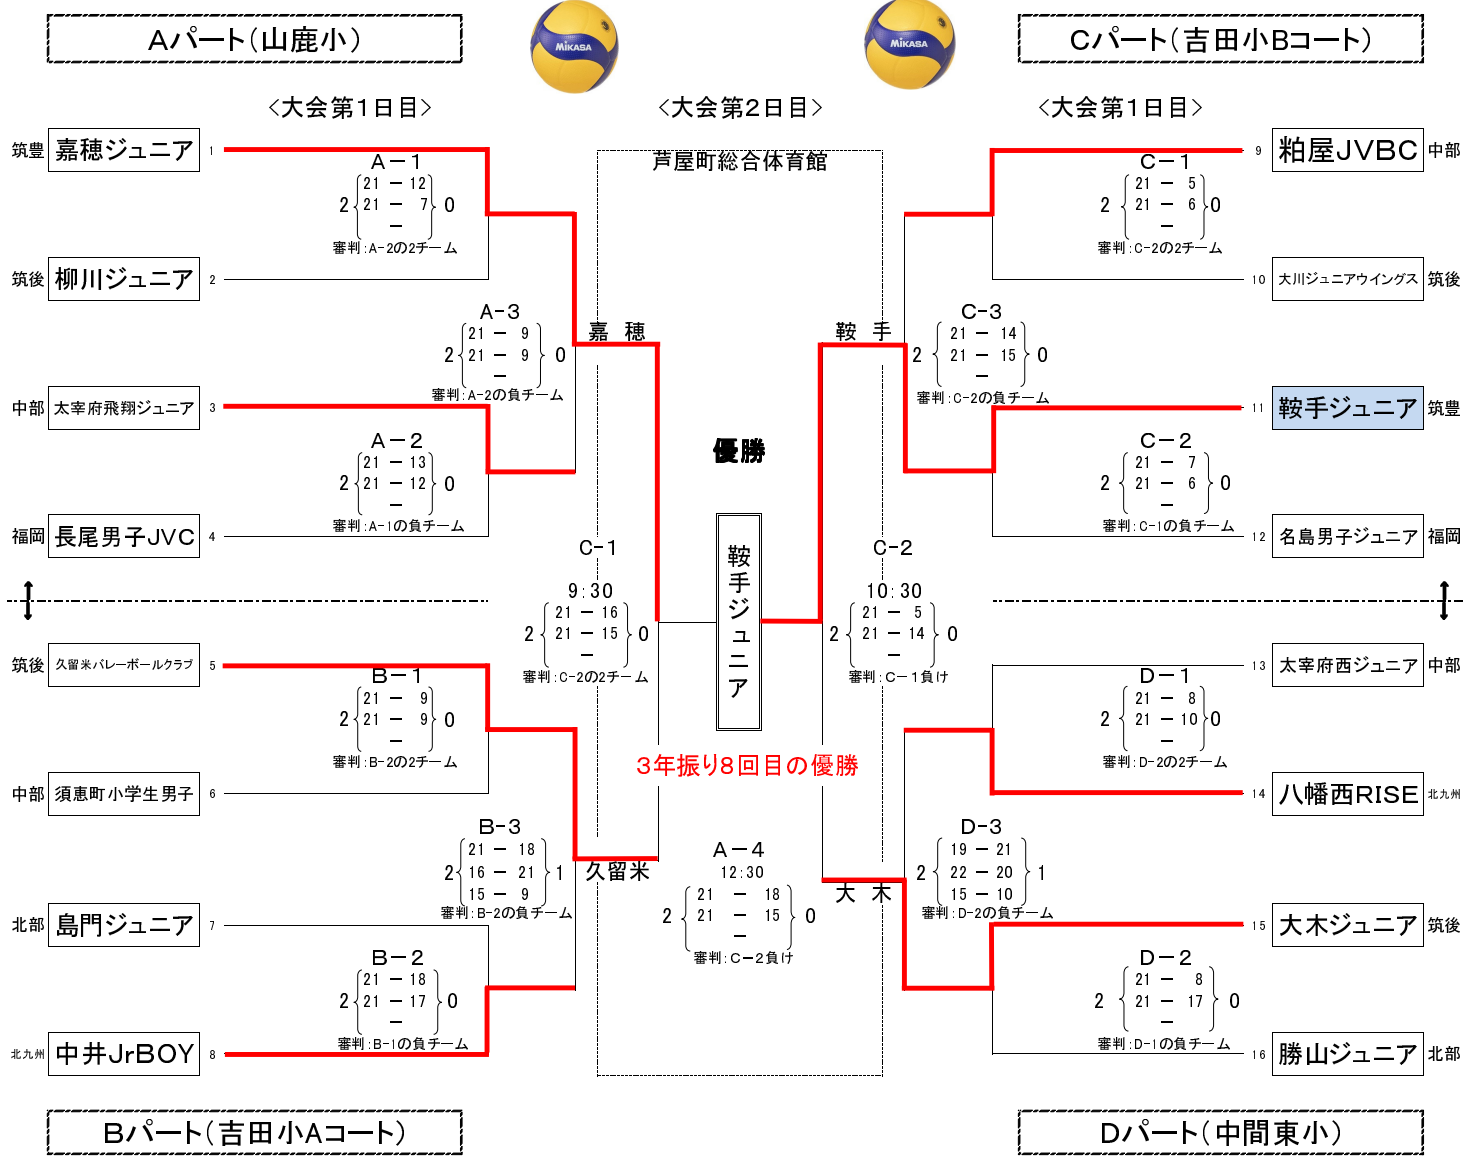 Aパート（山鹿小）
MIKASA
MIKASA
Cパート（吉田小Bコート）
＜大会第１日目＞
＜大会第２日目＞
＜大会第１日目＞
芦屋町総合体育館
筑豊 嘉穂ジュニア 1
A－1
2 21 － 12 0
21 － 7
－
審判：A-2の2チーム
筑後 柳川ジュニア 2
A-3
2 21 － 9 0
21 － 9
－
審判：A-2の負チーム
嘉 穂
中部 太宰府飛翔ジュニア 3
A－2
2 21 － 13 0
21 － 12
－
審判：A-1の負チーム
福岡 長尾男子JVC 4
C-1
9：30
2 21 － 16 0
21 － 15
－
審判：C-2の2チーム
筑後 久留米バレーボールクラブ 5
B－1
2 21 － 9 0
21 － 9
－
審判：B-2の2チーム
中部 須恵町小学生男子 6
B-3
2 21 － 18 1
16 － 21
15 － 9
審判：B-2の負チーム
久留米
北部 島門ジュニア 7
B－2
2 21 － 18 0
21 － 17
－
審判：B-1の負チーム
北九州 中井JrBOY 8
優勝
鞍手ジュニア
３年振り８回目の優勝
A－4
12：30
2 21 － 18 0
21 － 15
－
審判：C－2負け
9 粕屋JVBC 中部
C－1
2 21 － 5 0
21 － 6
－
審判：C-2の2チーム
10 大川ジュニアウイングス 筑後
鞍 手
C-3
2 21 － 14 0
21 － 15
－
審判：C-2の負チーム
11 鞍手ジュニア 筑豊
C－2
2 21 － 7 0
21 － 6
－
審判：C-1の負チーム
12 名島男子ジュニア 福岡
C-2
10：30
2 21 － 5 0
21 － 14
－
審判：C－1負け
13 太宰府西ジュニア 中部
D－1
2 21 － 8 0
21 － 10
－
審判：D-2の2チーム
14 八幡西RISE 北九州
D-3
2 19 － 21 1
22 － 20
15 － 10
審判：D-2の負チーム
大 木
15 大木ジュニア 筑後
D－2
2 21 － 8 0
21 － 17
－
審判：D-1の負チーム
16 勝山ジュニア 北部
Bパート（吉田小Aコート）
Dパート（中間東小）